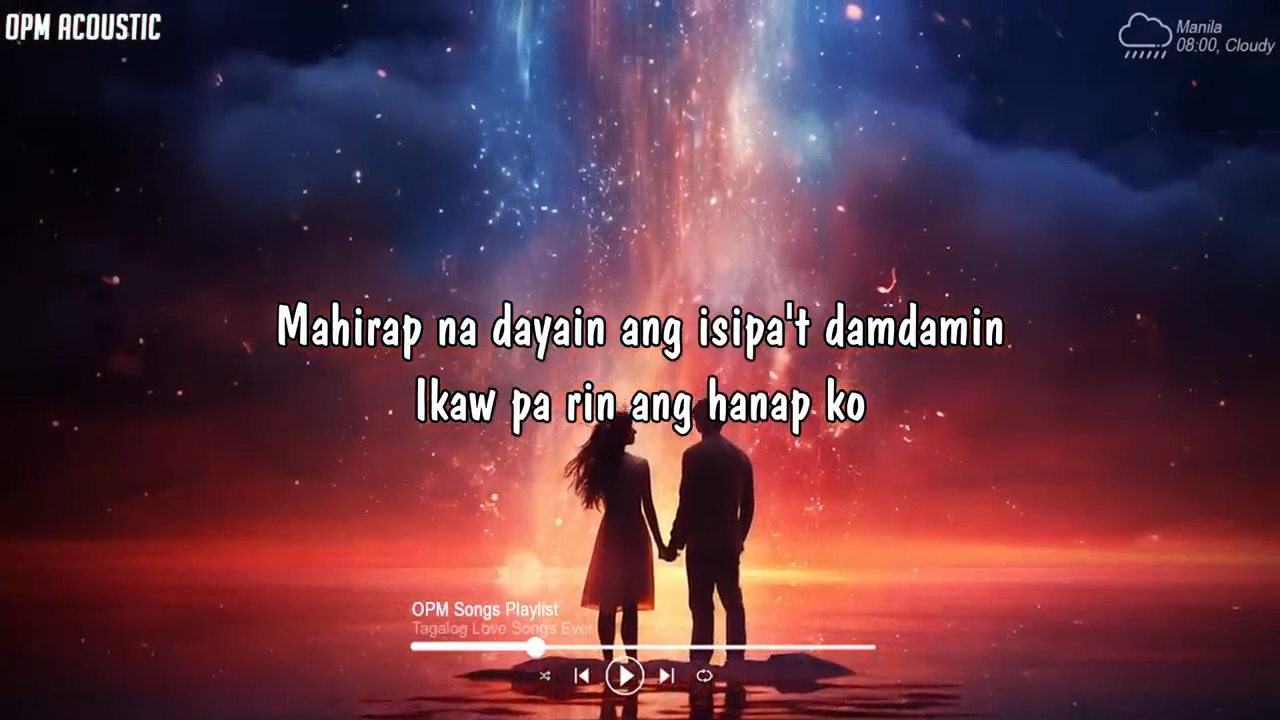 OPM ACOUSTIC
Manila
08:00, Cloudy
Mahirap na dayain ang isipa't damdamin
Ikaw pa rin ang hanap ko
OPM Songs Playlist
Tagalog Love Songs Ever